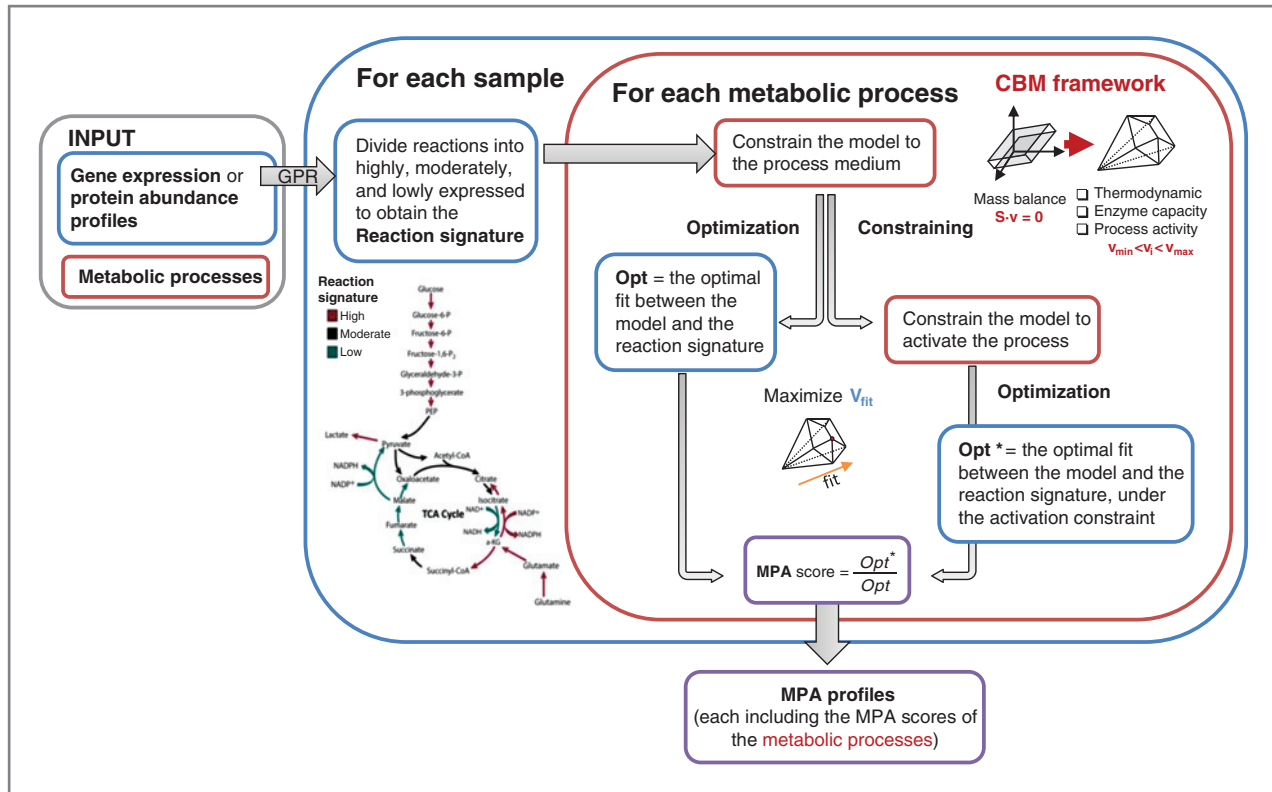 INPUT
Gene expression or
protein abundance
profiles
Metabolic processes
GPR
For each sample
Divide reactions into
highly, moderately,
and lowly expressed
to obtain the
Reaction signature
Reaction
signature
High
Moderate
Low
Glucose
Glucose-6-P
Fructose-6-P
Fructose-1,6-P2
Glyceraldehyde-3-P
3-phosphoglycerate
PEP
Lactate
Pyruvate
Acetyl-CoA
NADPH
NADP+
Oxaloacetate
Citrate
Malate
Isocitrate
TCA Cycle
NAD+
NADP+
NADH
NADPH
Fumarate
a-KG
Succinate
Succinyl-CoA
Glutamate
Glutamine
For each metabolic process
CBM framework
Constrain the model to
the process medium
Mass balance
S·v = 0
❑ Thermodynamic
❑ Enzyme capacity
❑ Process activity
vmin<vi<vmax
Optimization
Constraining
Opt = the optimal
fit between the
model and the
reaction signature
Constrain the model to
activate the process
Maximize Vfit
fit
Optimization
Opt * = the optimal fit
between the model and the
reaction signature, under
the activation constraint
MPA score = Opt* / Opt
MPA profiles
(each including the MPA scores of
the metabolic processes)